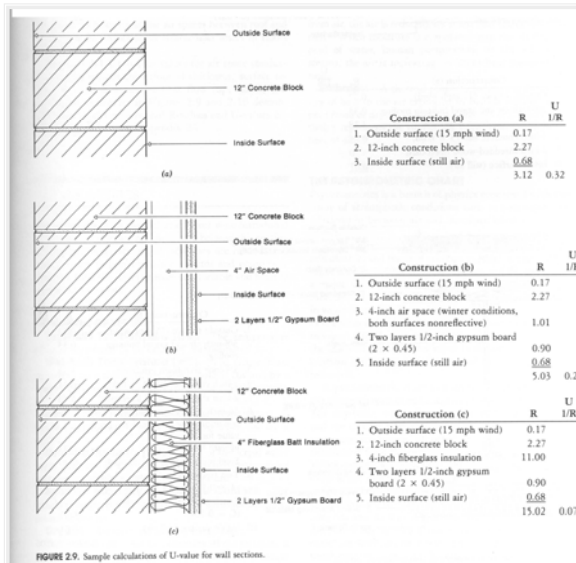 Outside Surface
12" Concrete Block
Inside Surface
(a)
U
Construction (a) R 1/R
1. Outside surface (15 mph wind) 0.17
2. 12-inch concrete block 2.27
3. Inside surface (still air) 0.68
3.12 0.32
12" Concrete Block
Outside Surface
4" Air Space
Inside Surface
2 Layers 1/2" Gypsum Board
(b)
U
Construction (b) R
1. Outside surface (15 mph wind) 0.17
2. 12-inch concrete block 2.27
3. 4-inch air space (winter conditions,
both surfaces nonreflective) 1.01
4. Two layers 1/2-inch gypsum board
(2 × 0.45) 0.90
5. Inside surface (still air) 0.68
5.03 0.2
12" Concrete Block
Outside Surface
4" Fiberglass Batt Insulation
Inside Surface
2 Layers 1/2" Gypsum Board
(c)
U
Construction (c) R 1/R
1. Outside surface (15 mph wind) 0.17
2. 12-inch concrete block 2.27
3. 4-inch fiberglass insulation 11.00
4. Two layers 1/2-inch gypsum
board (2 × 0.45) 0.90
5. Inside surface (still air) 0.68
15.02 0.07
FIGURE 2.9. Sample calculations of U-value for wall sections.